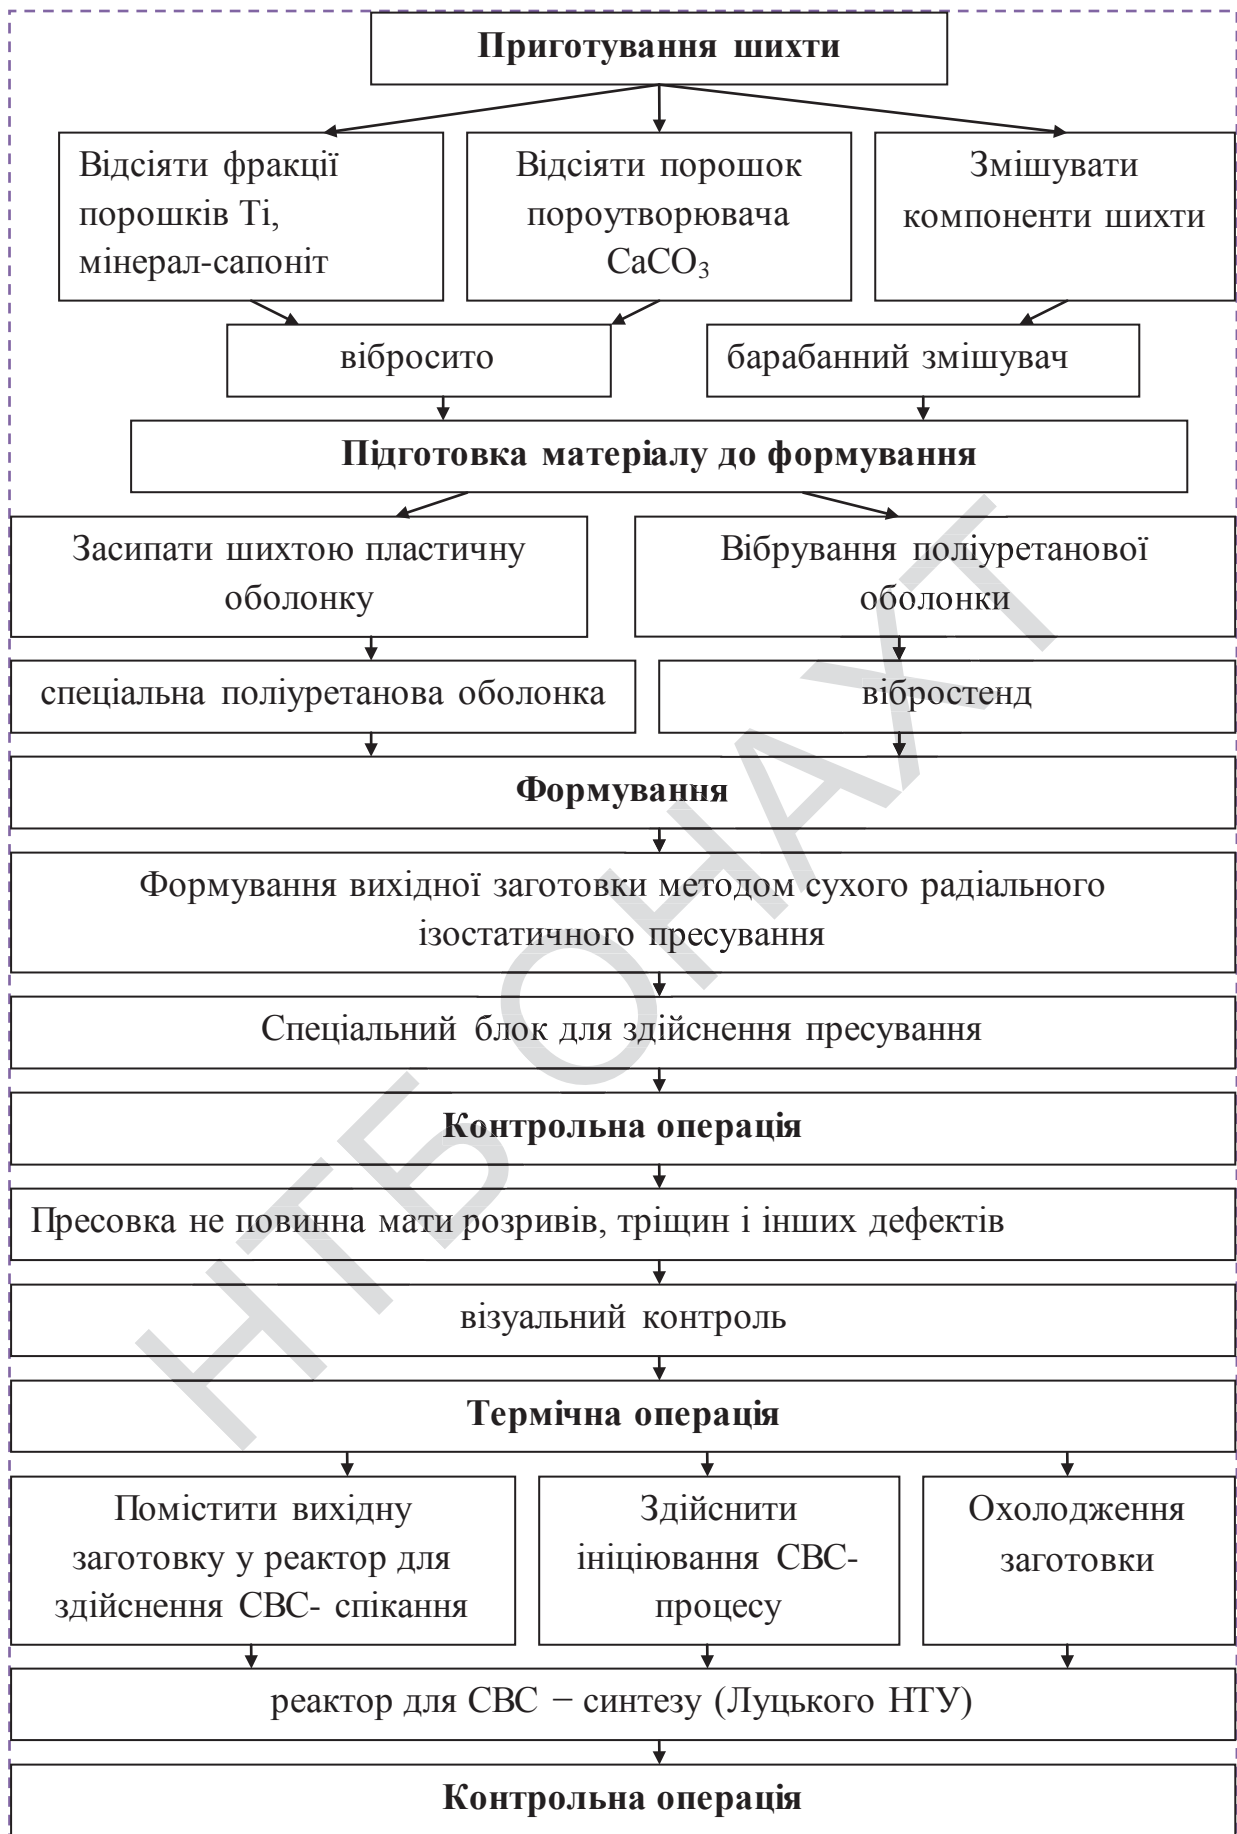 Приготування шихти
Відсіяти фракції
порошків Ті,
мінерал-сапоніт
Відсіяти порошок
пороутворювача
CaCO₃
Змішувати
компоненти шихти
вібросито
барабанний змішувач
Підготовка матеріалу до формування
Засипати шихтою пластичну
оболонку
Вібрування поліуретанової
оболонки
спеціальна поліуретанова оболонка
вібростенд
Формування
Формування вихідної заготовки методом сухого радіального
ізостатичного пресування
Спеціальний блок для здійснення пресування
Контрольна операція
Пресовка не повинна мати розривів, тріщин і інших дефектів
візуальний контроль
Термічна операція
Помістити вихідну
заготовку у реактор для
здійснення СВС- спікання
Здійснити
ініціювання СВС-
процесу
Охолодження
заготовки
реактор для СВС − синтезу (Луцького НТУ)
Контрольна операція
НТБ ОНАХТ